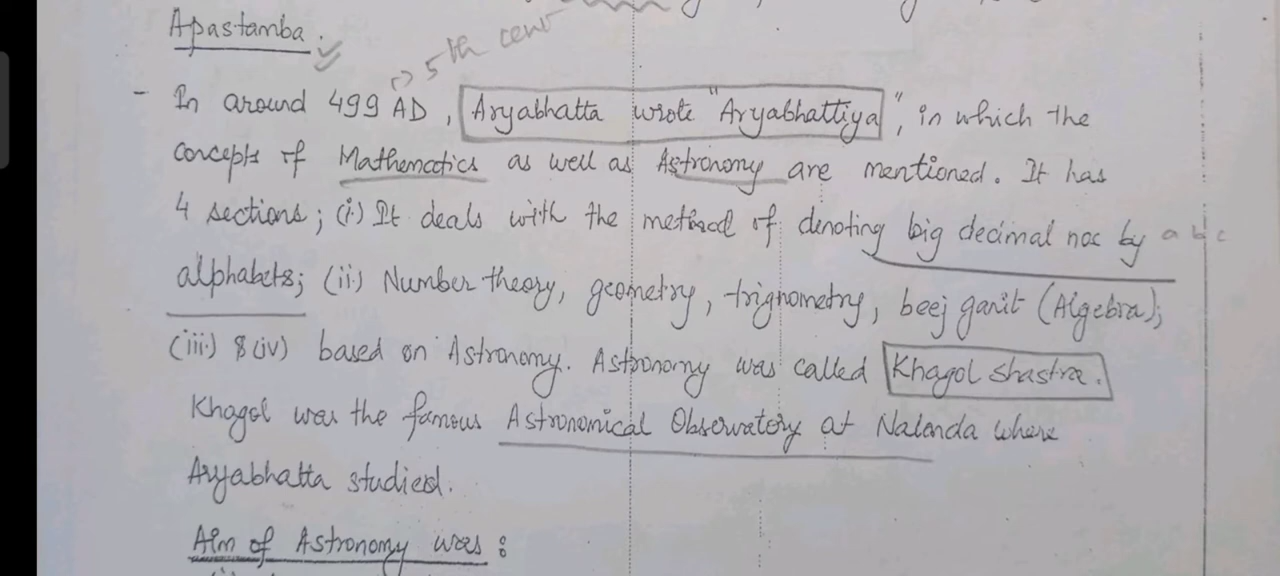 Apastamba.
5th cent
- In around 499 AD, Aryabhatta wrote "Aryabhattiya", in which the
concepts of Mathematics as well as Astronomy are mentioned. It has
4 sections; (i.) It deals with the method of denoting big decimal nos by a b c
alphabets; (ii.) Number theory, geometry, trignometry, beej ganit (Algebra);
(iii.) & (iv) based on Astronomy. Astronomy was called Khagol shastra.
Khagol was the famous Astronomical Observatory at Nalanda where
Aryabhatta studied.
Aim of Astronomy was :